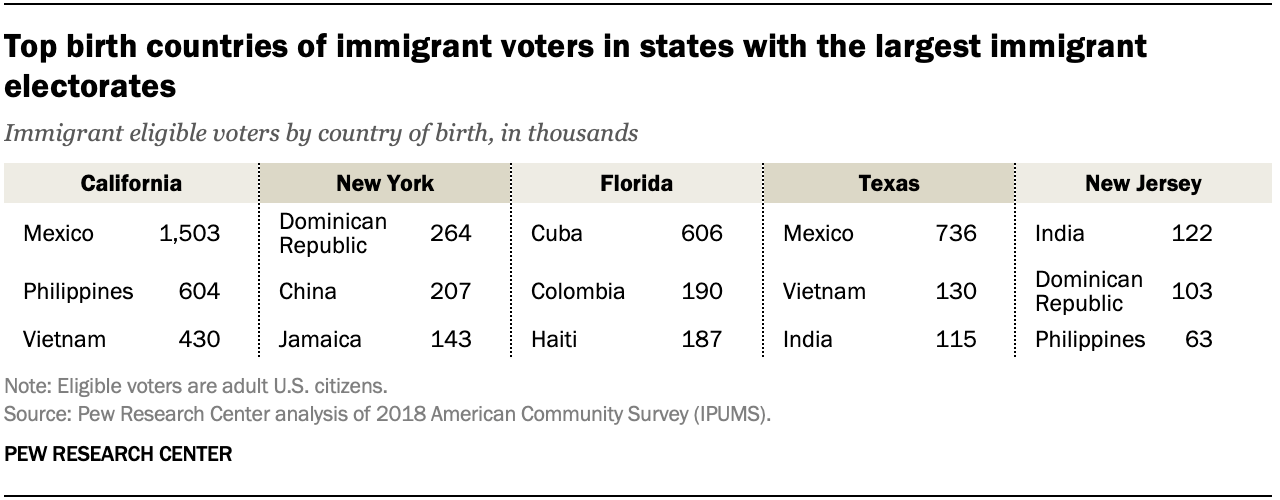 Top birth countries of immigrant voters in states with the largest immigrant
electorates
Immigrant eligible voters by country of birth, in thousands
California New York Florida Texas New Jersey
Mexico 1,503 Dominican Republic 264 Cuba 606 Mexico 736 India 122
Philippines 604 China 207 Colombia 190 Vietnam 130 Dominican Republic 103
Vietnam 430 Jamaica 143 Haiti 187 India 115 Philippines 63
Note: Eligible voters are adult U.S. citizens.
Source: Pew Research Center analysis of 2018 American Community Survey (IPUMS).
PEW RESEARCH CENTER